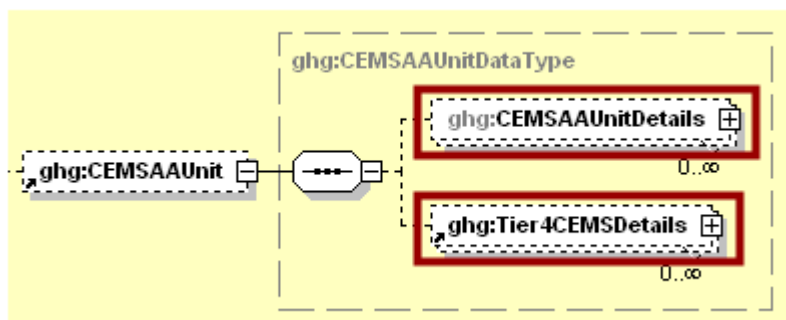 ghg:CEMSAAUnitDataType
ghg:CEMSAAUnitDetails
0..∞
ghg:CEMSAAUnit
ghg:Tier4CEMSDetails
0..∞